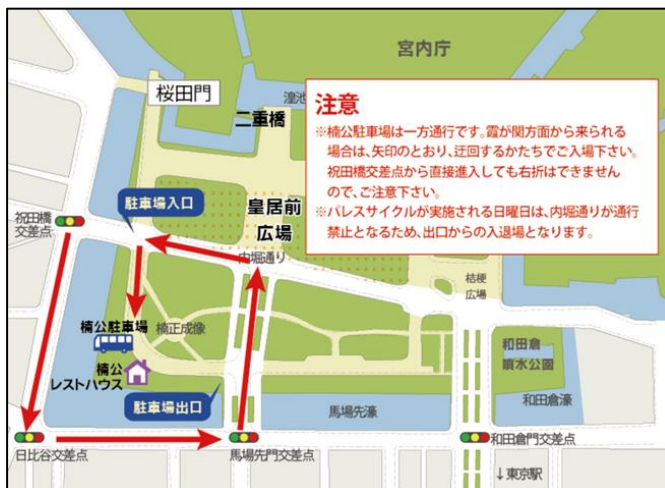 宮内庁
桜田門
湟池
二重橋
注意
※楠公駐車場は一方通行です。霞が関方面から来られる
場合は、矢印のとおり、迂回するかたちでご入場下さい。
祝田橋交差点から直接進入しても右折はできません
ので、ご注意下さい。
※パレスサイクルが実施される日曜日は、内堀通りが通行
禁止となるため、出口からの入退場となります。
駐車場入口
皇居前
広場
祝田橋
交差点
内堀通り
桔梗
広場
楠公駐車場
楠正成像
楠公
レストハウス
和田倉
噴水公園
駐車場出口
馬場先濠
和田倉濠
日比谷交差点
馬場先門交差点
和田倉門交差点
↓東京駅